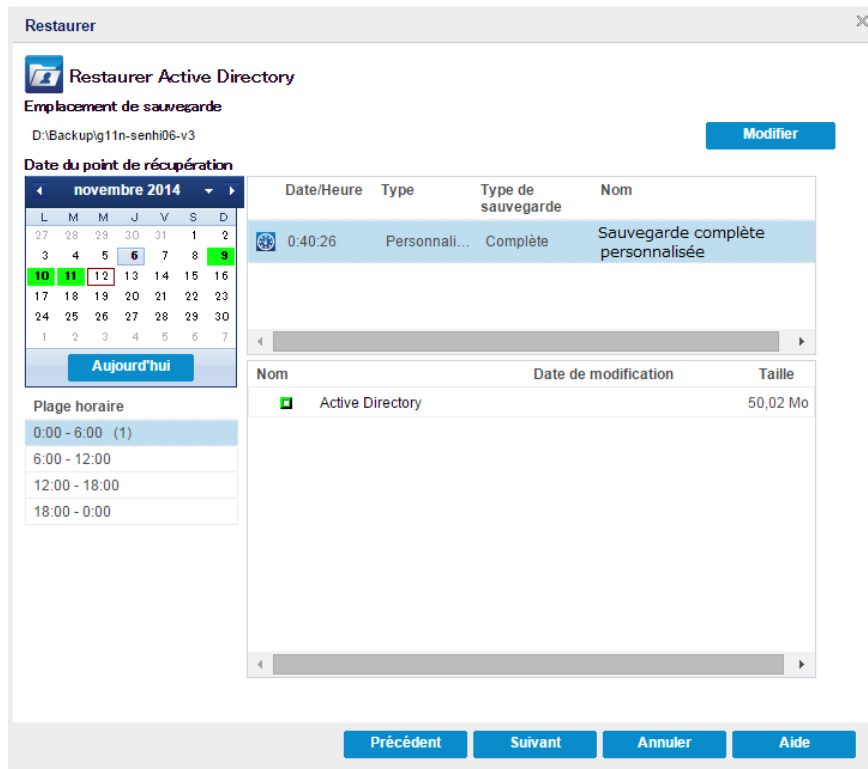 Restaurer
Restaurer Active Directory
Emplacement de sauvegarde
D:\Backup\g11n-senhi06-v3
Modifier
Date du point de récupération
novembre 2014
L M M J V S D
27 28 29 30 31 1 2
3 4 5 6 7 8 9
10 11 12 13 14 15 16
17 18 19 20 21 22 23
24 25 26 27 28 29 30
1 2 3 4 5 6 7
Aujourd'hui
Plage horaire
0:00 - 6:00 (1)
6:00 - 12:00
12:00 - 18:00
18:00 - 0:00
Date/Heure Type Type de sauvegarde Nom
0:40:26 Personnali... Complète Sauvegarde complète personnalisée
Nom Date de modification Taille
Active Directory 50,02 Mo
Précédent Suivant Annuler Aide